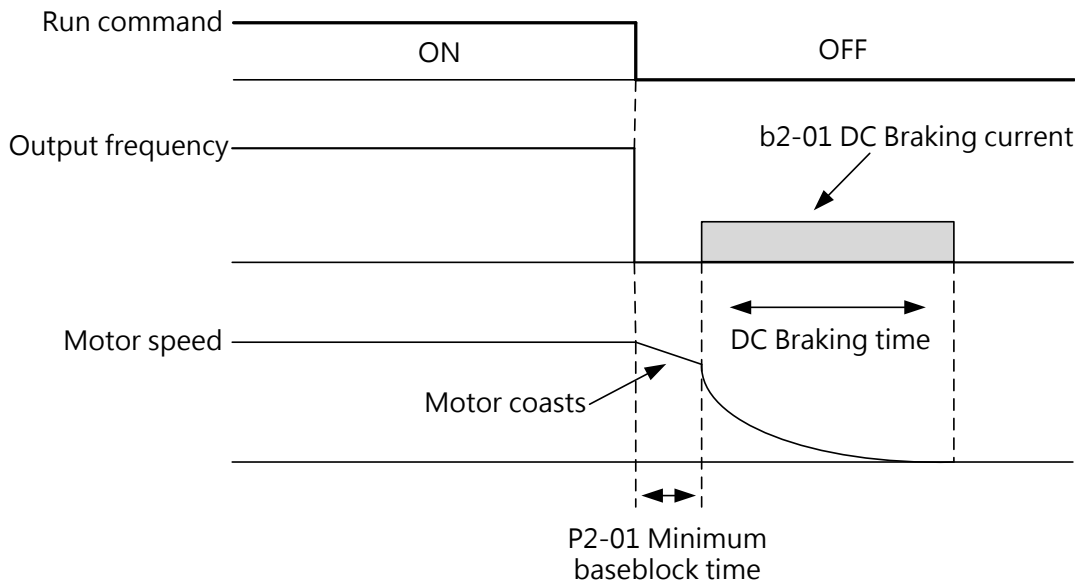 Run command
ON
OFF
Output frequency
b2-01 DC Braking current
Motor speed
DC Braking time
Motor coasts
P2-01 Minimum
baseblock time